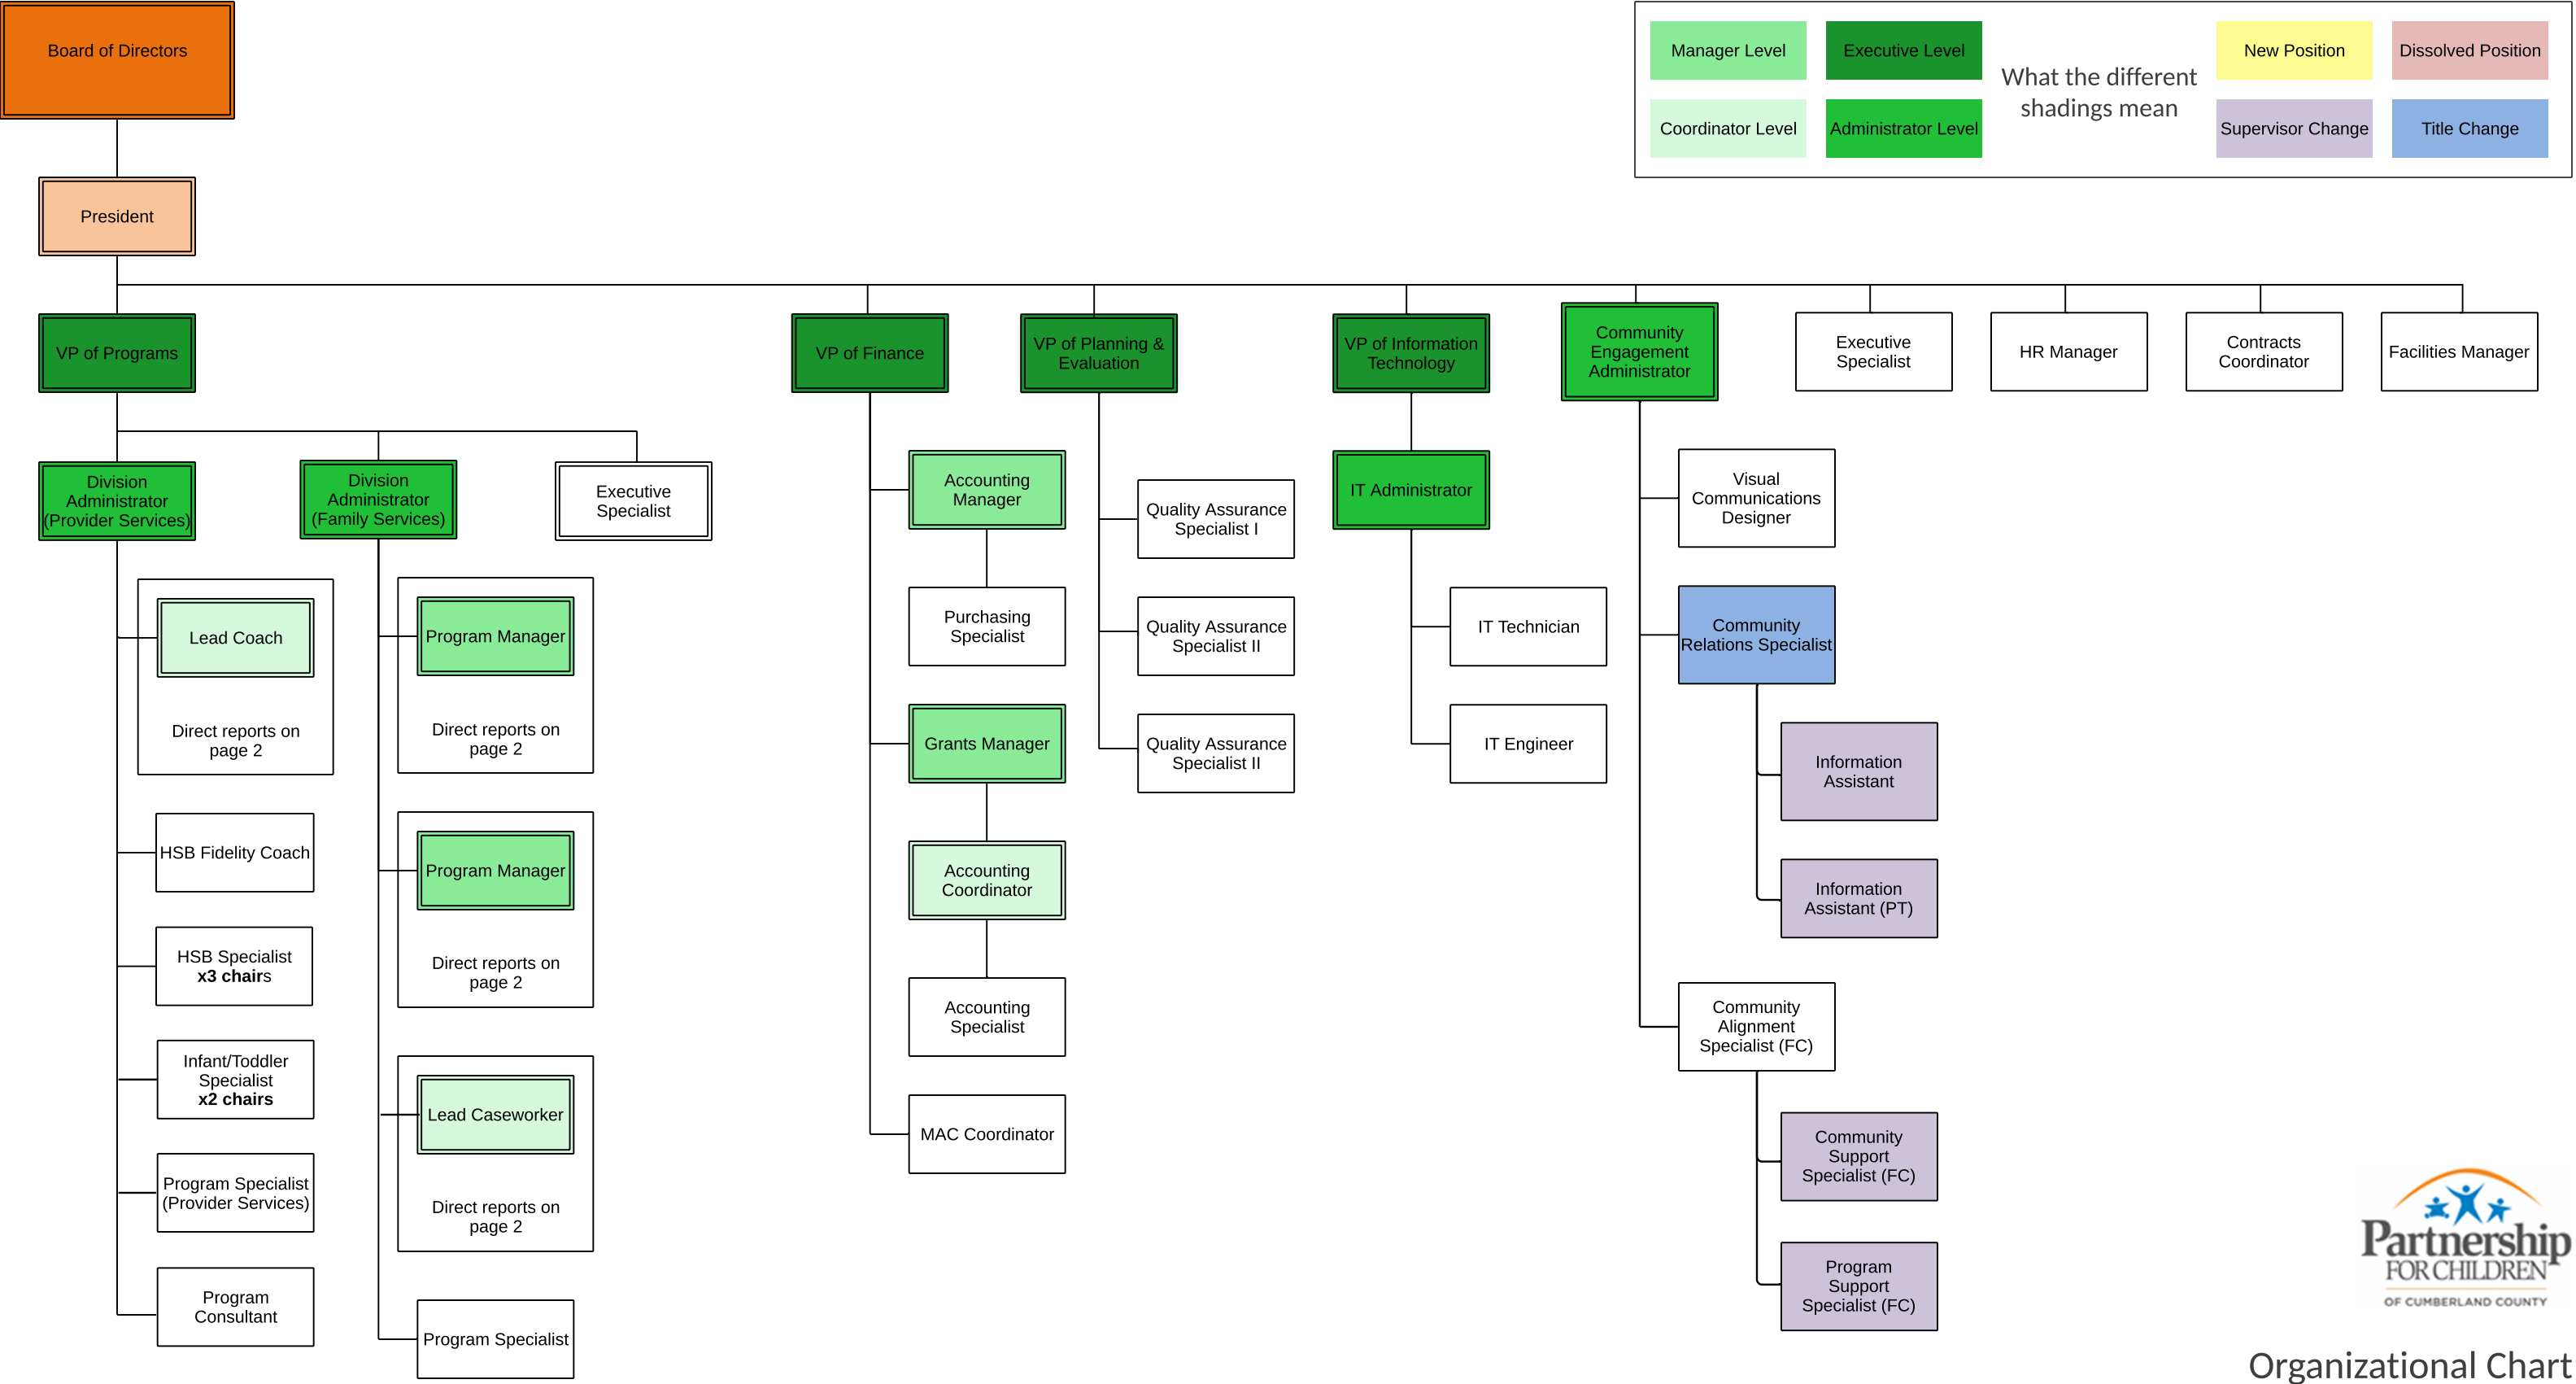 Board of Directors
Manager Level
Executive Level
New Position
Dissolved Position
What the different
shadings mean
Coordinator Level
Administrator Level
Supervisor Change
Title Change
President
VP of Programs
VP of Finance
VP of Planning &
Evaluation
VP of Information
Technology
Community
Engagement
Administrator
Executive
Specialist
HR Manager
Contracts
Coordinator
Facilities Manager
Division
Administrator
(Provider Services)
Division
Administrator
(Family Services)
Executive
Specialist
Lead Coach
Direct reports on
page 2
HSB Fidelity Coach
HSB Specialist
x3 chairs
Infant/Toddler
Specialist
x2 chairs
Program Specialist
(Provider Services)
Program
Consultant
Program Manager
Direct reports on
page 2
Program Manager
Direct reports on
page 2
Lead Caseworker
Direct reports on
page 2
Program Specialist
Accounting
Manager
Purchasing
Specialist
Grants Manager
Accounting
Coordinator
Accounting
Specialist
MAC Coordinator
Quality Assurance
Specialist I
Quality Assurance
Specialist II
Quality Assurance
Specialist II
IT Administrator
IT Technician
IT Engineer
Visual
Communications
Designer
Community
Relations Specialist
Information
Assistant
Information
Assistant (PT)
Community
Alignment
Specialist (FC)
Community
Support
Specialist (FC)
Program
Support
Specialist (FC)
Partnership
FOR CHILDREN
OF CUMBERLAND COUNTY
Organizational Chart